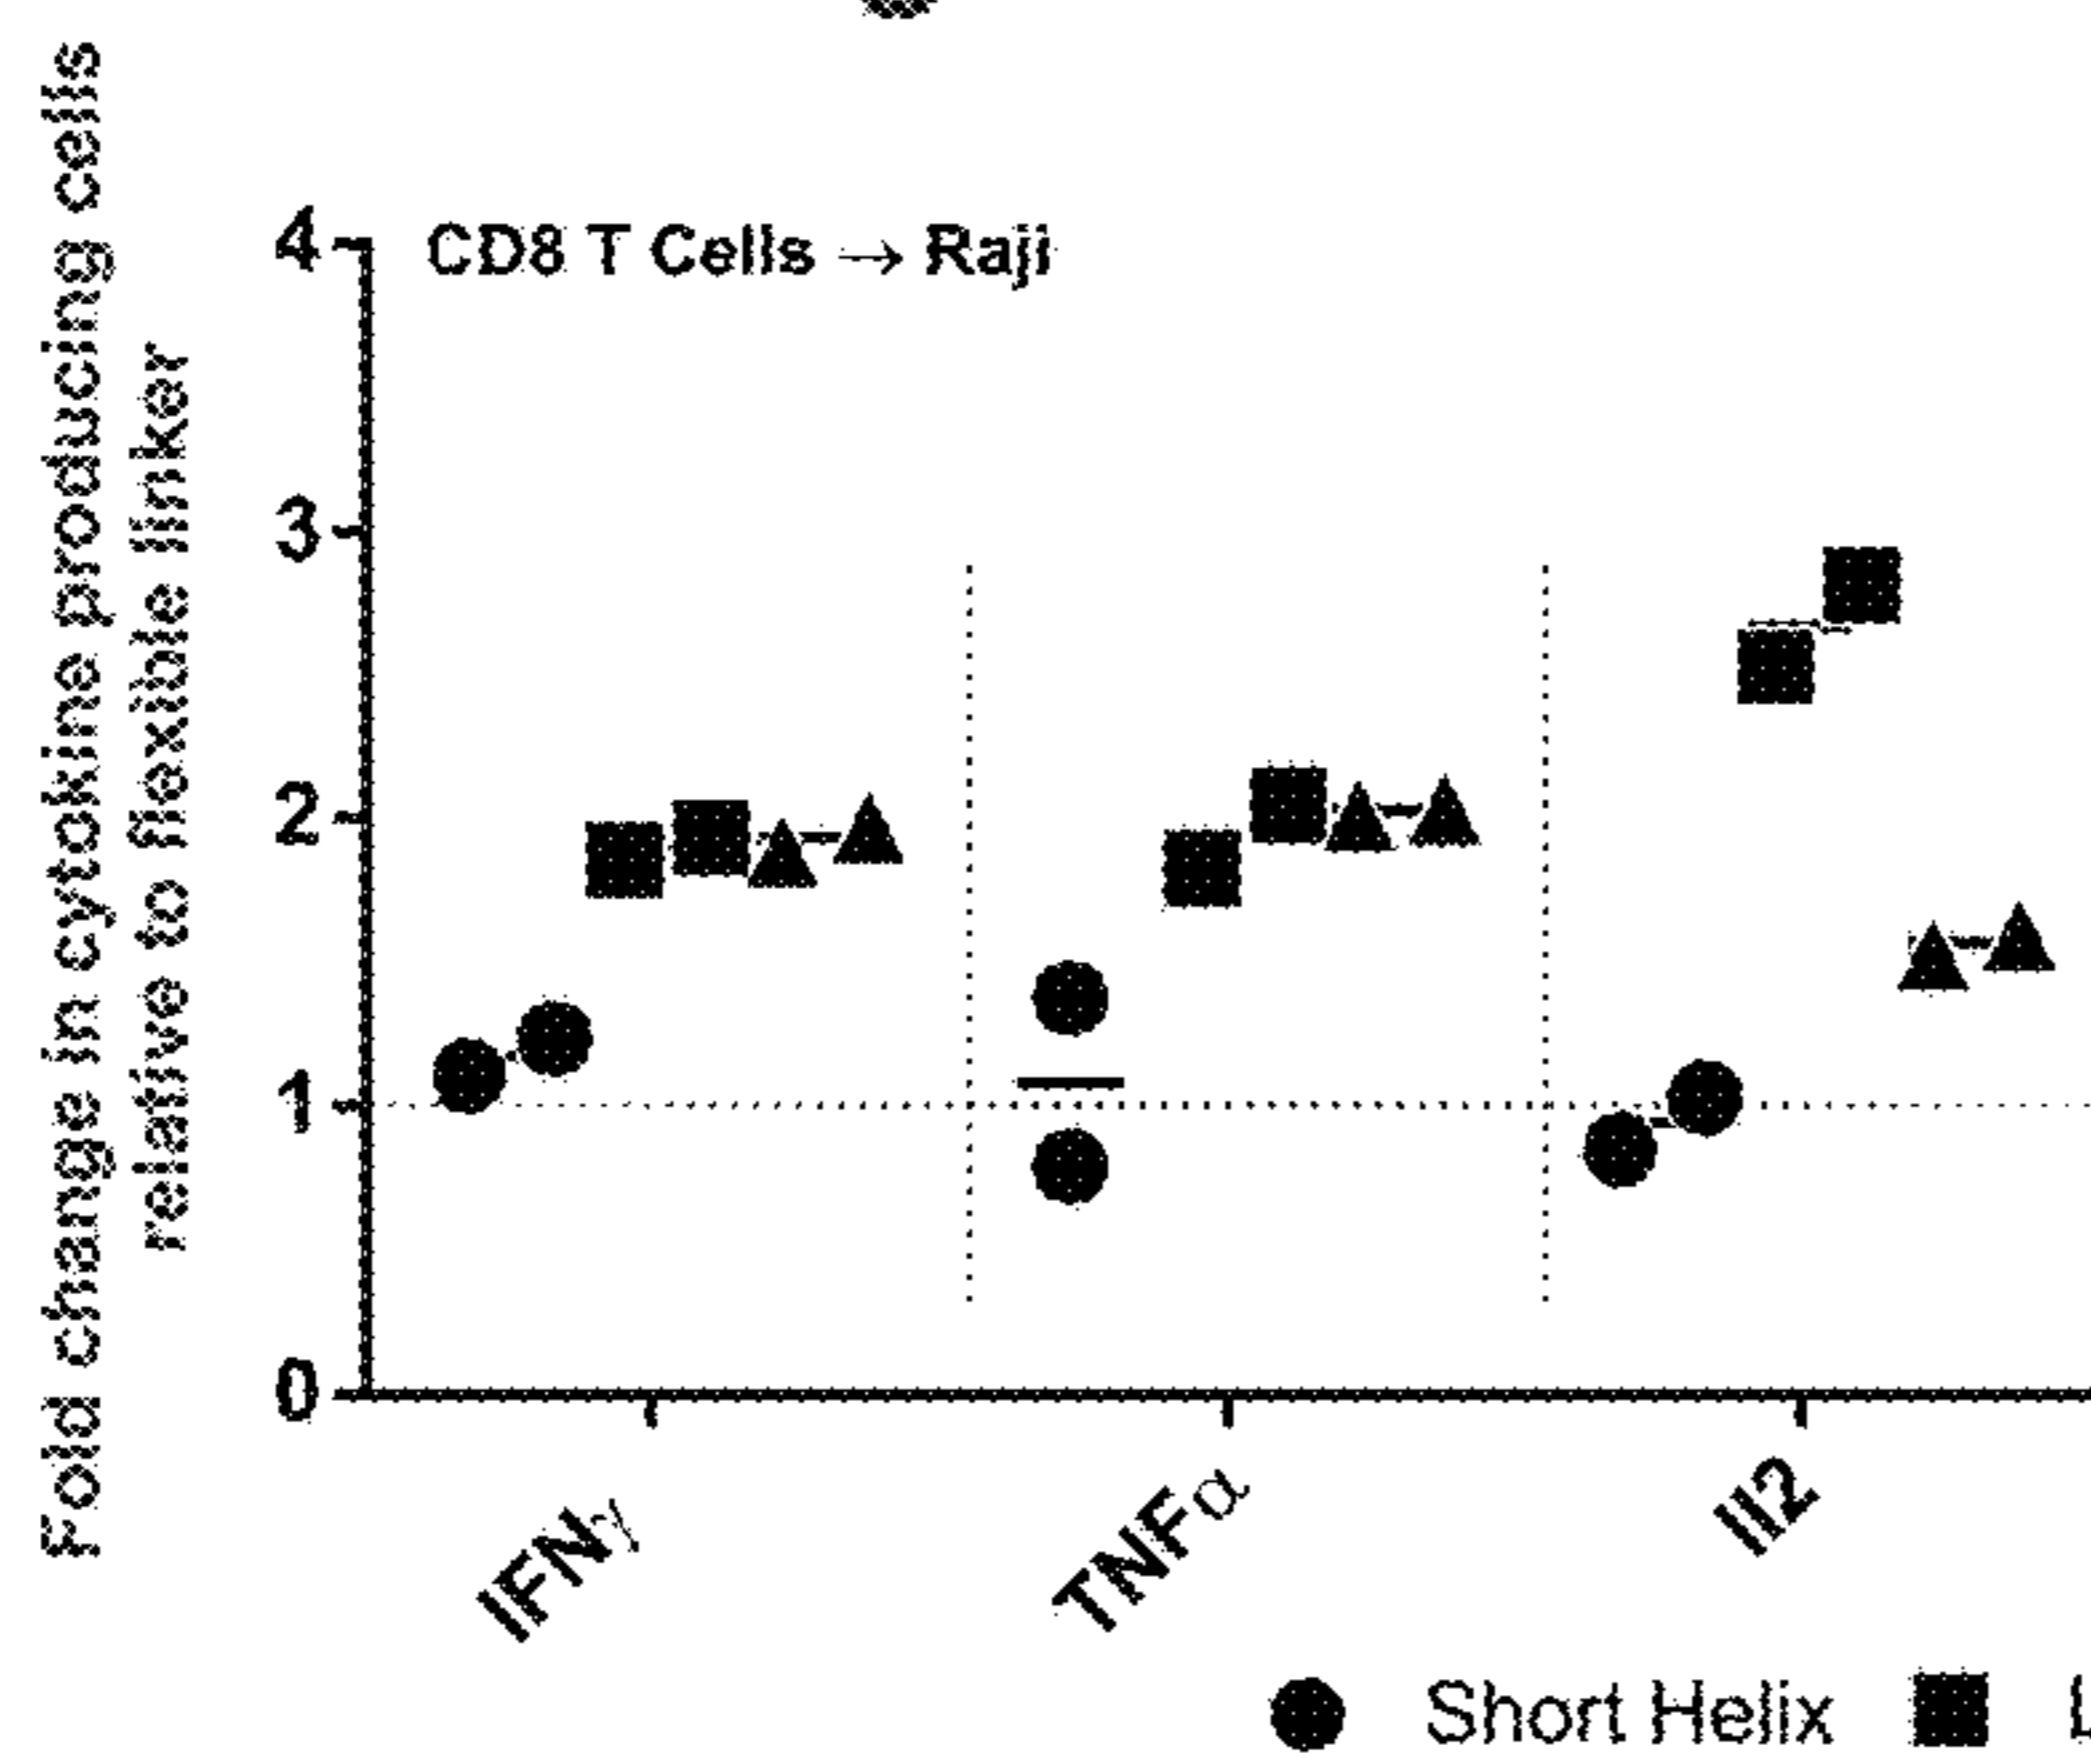 Fold change in cytokine producing cells
relative to flexible linker
CD8 T Cells → Raji
4
3
2
1
0
IFNγ
TNFα
Il2
Short Helix